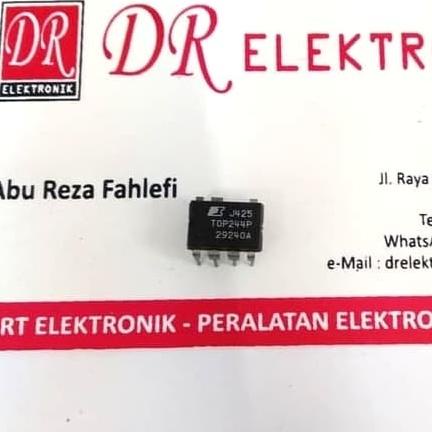 DR
ELEKTRONIK
DR ELEKTR
Abu Reza Fahlefi
Jl. Raya
Te
WhatsA
e-Mail : drelekt
J425
TOP244P
29240A
RT ELEKTRONIK - PERALATAN ELEKTRO